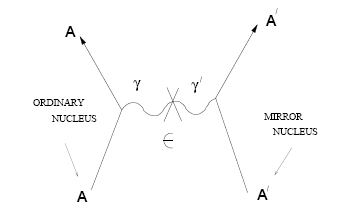 A
A′
γ
γ′
ORDINARY
NUCLEUS
∈
MIRROR
NUCLEUS
A
A′